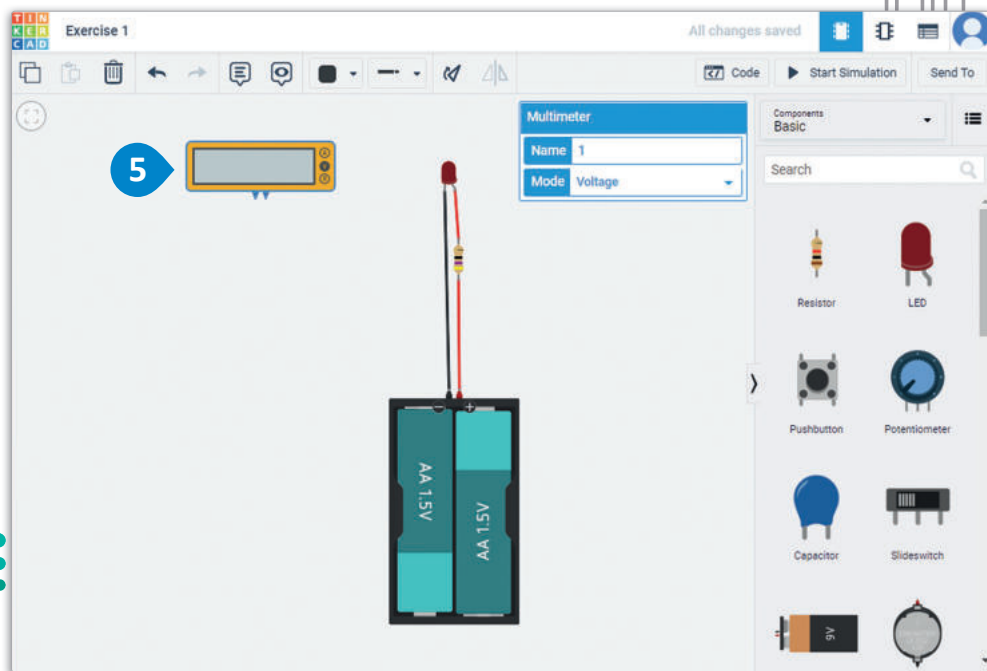 TIN
KER
CAD
Exercise 1
All changes saved
Code
Start Simulation
Send To
5
Multimeter
Name 1
Mode Voltage
A
V
Components
Basic
Search
Resistor
LED
Pushbutton
Potentiometer
Capacitor
Slideswitch
9V
- +
AA 1.5V
AA 1.5V